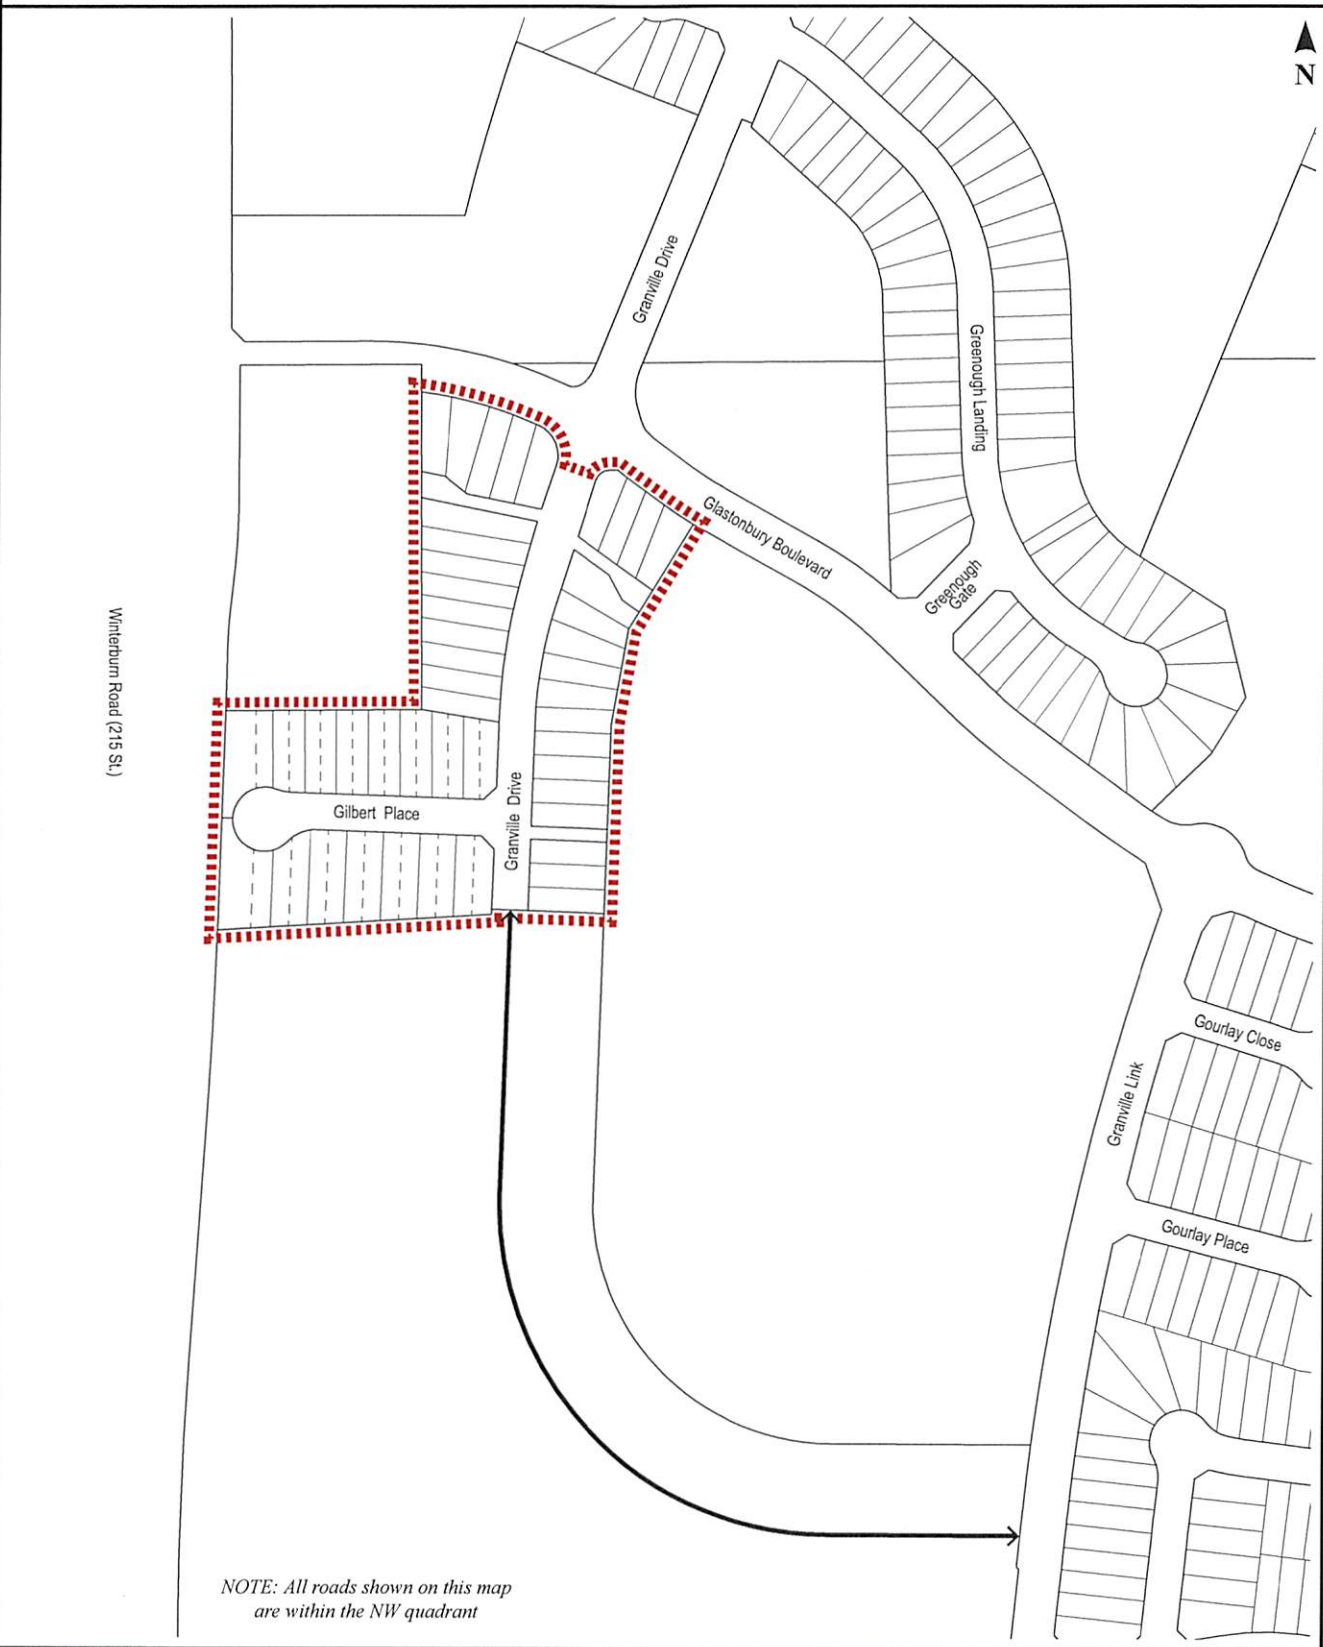 N
Granville Drive
Greenough Landing
Glastonbury Boulevard
Greenough
Gate
Winterburn Road (215 St.)
Gilbert Place
Granville Drive
Gourlay Close
Granville Link
Gourlay Place
NOTE: All roads shown on this map
are within the NW quadrant